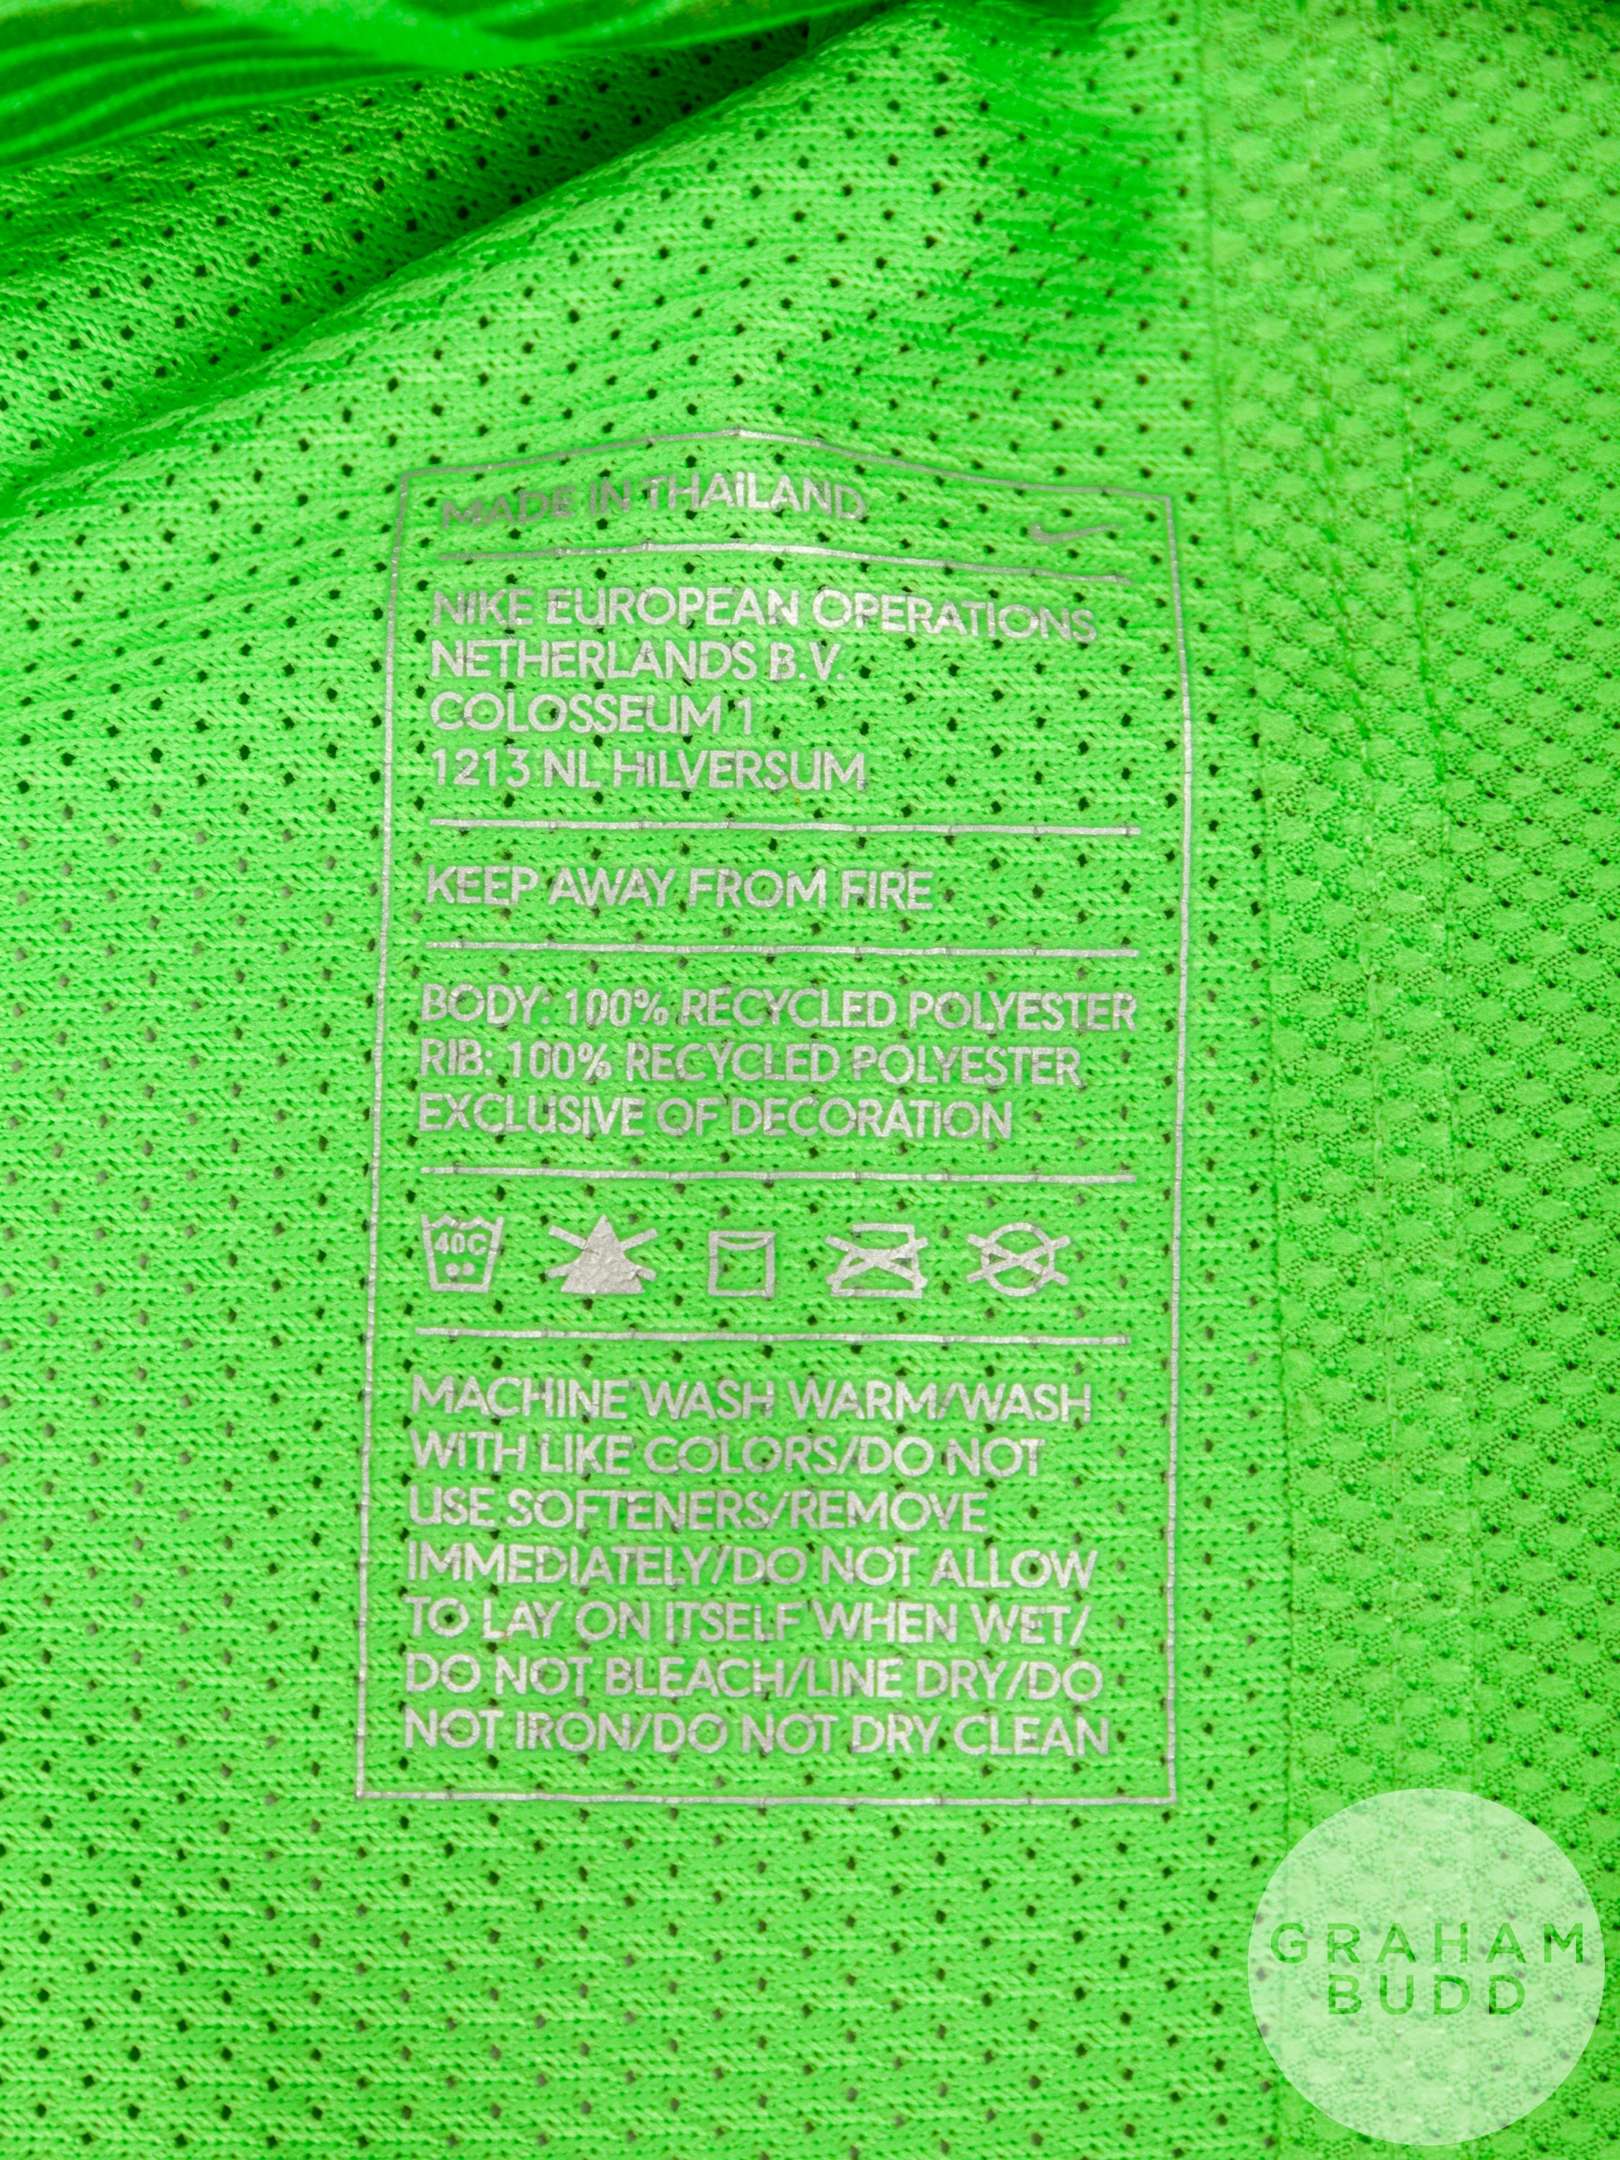 MADE IN THAILAND
NIKE EUROPEAN OPERATIONS
NETHERLANDS B.V.
COLOSSEUM 1
1213 NL HILVERSUM
KEEP AWAY FROM FIRE
BODY: 100% RECYCLED POLYESTER
RIB: 100% RECYCLED POLYESTER
EXCLUSIVE OF DECORATION
40C
MACHINE WASH WARM/WASH
WITH LIKE COLORS/DO NOT
USE SOFTENERS/REMOVE
IMMEDIATELY/DO NOT ALLOW
TO LAY ON ITSELF WHEN WET/
DO NOT BLEACH/LINE DRY/DO
NOT IRON/DO NOT DRY CLEAN
GRAHAM
BUDD